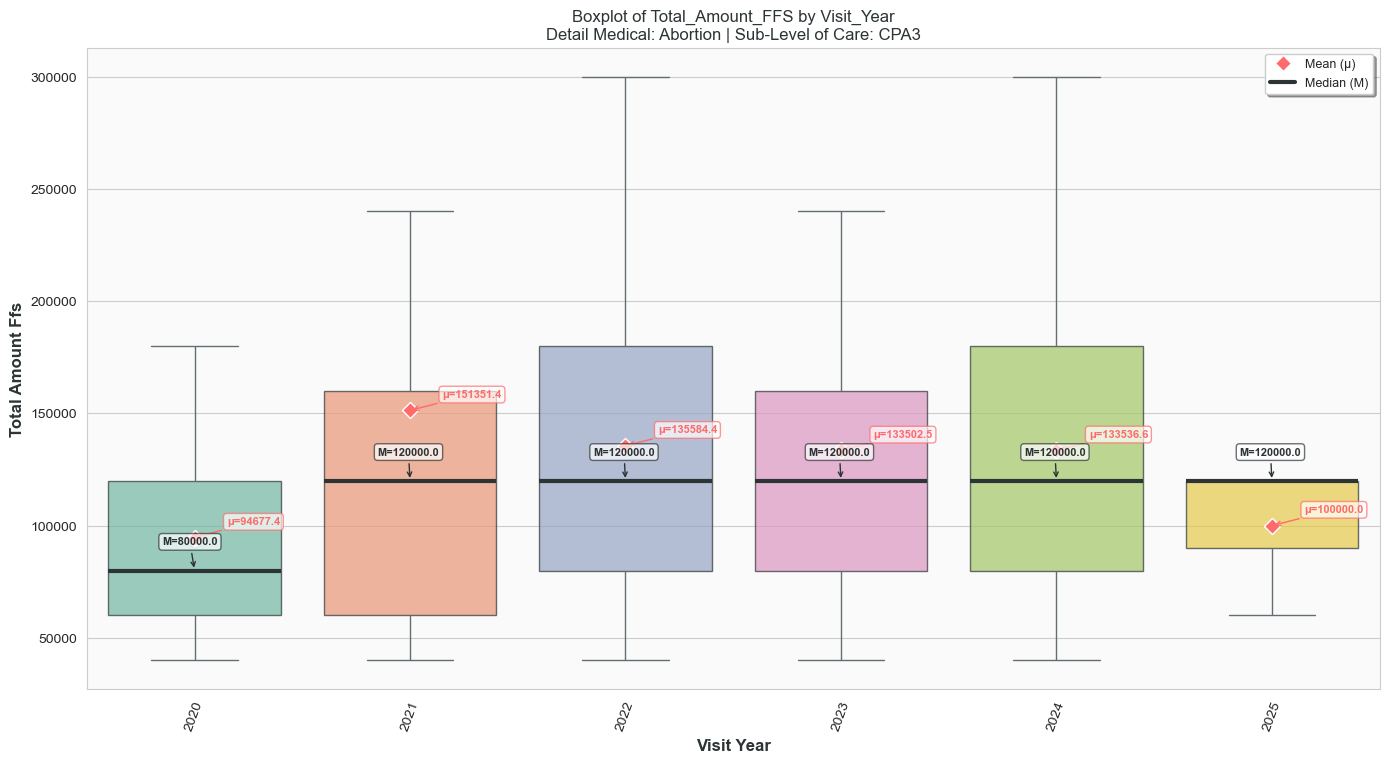 Boxplot of Total_Amount_FFS by Visit_Year
Detail Medical: Abortion | Sub-Level of Care: CPA3
Mean (μ)
Median (M)
Total Amount Ffs
300000
250000
200000
150000
100000
50000
μ=94677.4
M=80000.0
μ=151351.4
M=120000.0
μ=135584.4
M=120000.0
μ=133502.5
M=120000.0
μ=133536.6
M=120000.0
M=120000.0
μ=100000.0
2020
2021
2022
2023
2024
2025
Visit Year